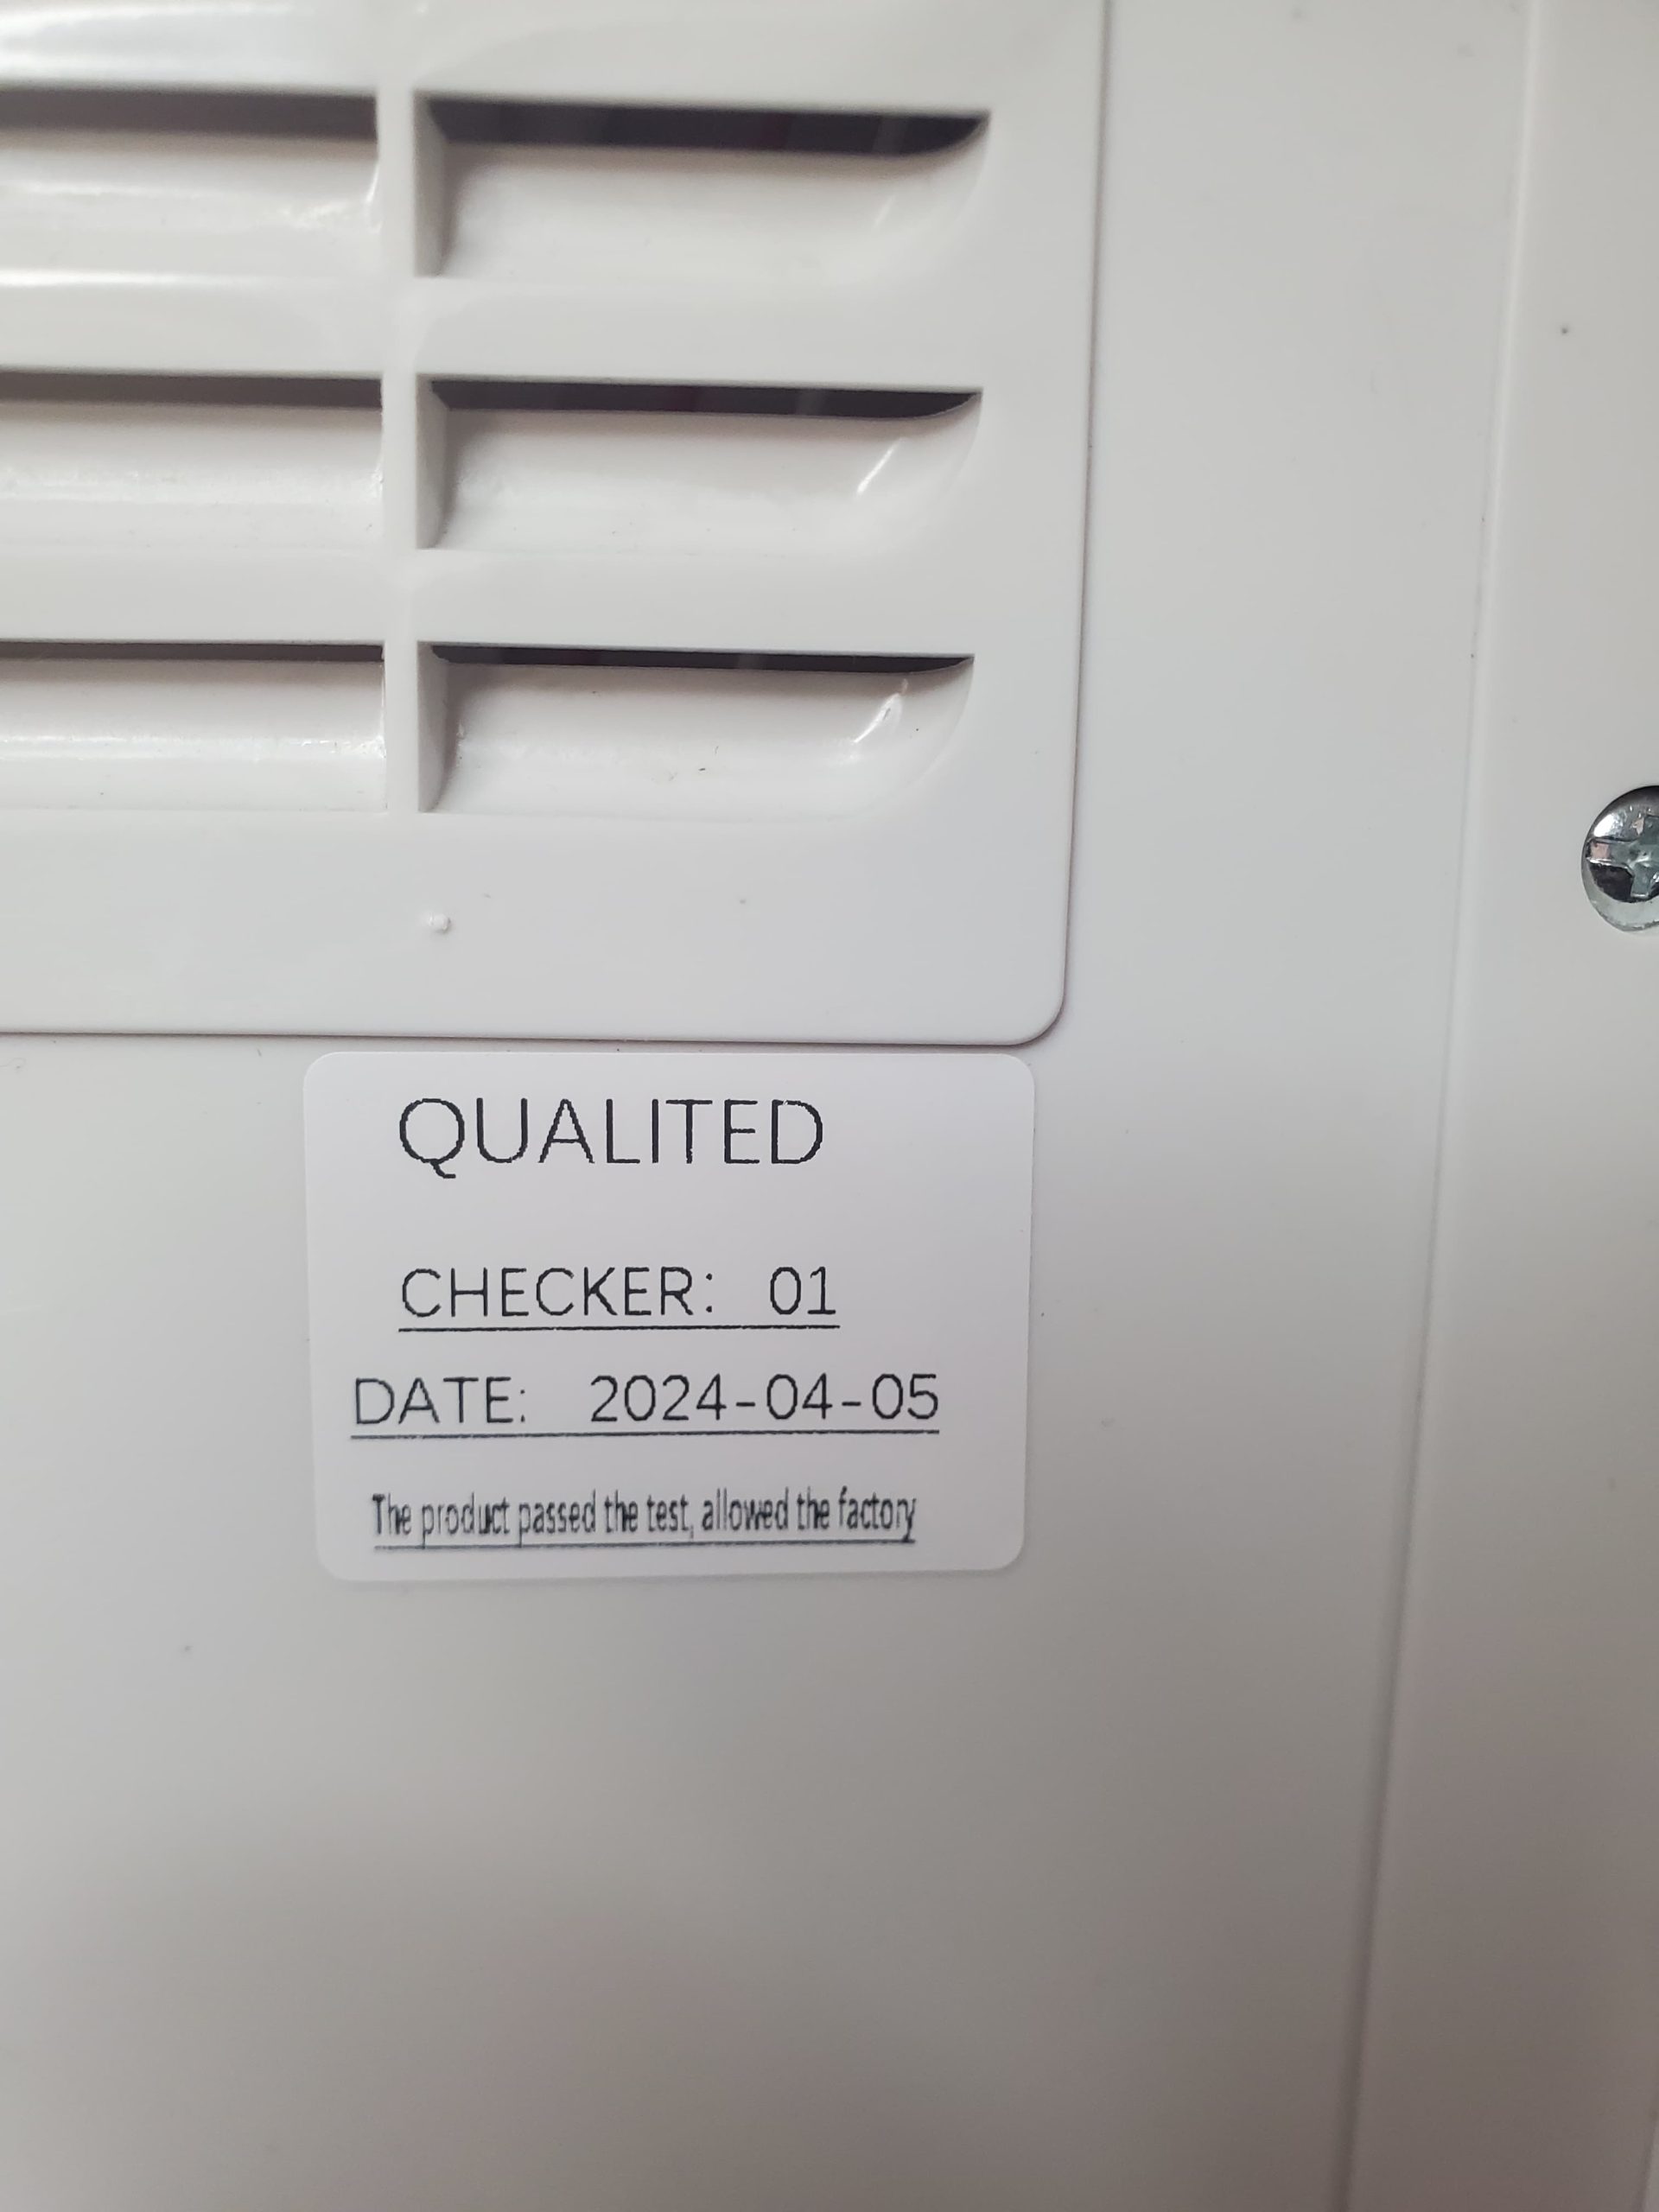 QUALITED
CHECKER: 01
DATE: 2024-04-05
The product passed the test, allowed the factory